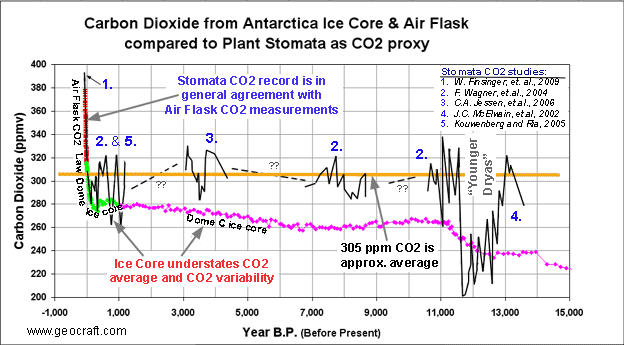 Carbon Dioxide from Antarctica Ice Core & Air Flask
compared to Plant Stomata as CO2 proxy
Carbon Dioxide (ppmv)
400
380
360
340
320
300
280
260
240
220
200
Air Flask CO2
Law Dome
ice core
1.
Stomata CO2 record is in
general agreement with
Air Flask CO2 measurements
Stomata CO2 studies:
1. W. Finsinger, et.al., 2009
2. F. Wagner, et.al., 2004
3. C.A. Jessen, et.al, 2006
4. J.C. McElwain, et.al, 2002
5. Kouwenberg and Ria, 2005
2. & 5.
3.
2.
2.
"Younger
Dryas"
??
??
??
4.
Dome C ice core
Ice Core understates CO2
average and CO2 variability
305 ppm CO2 is
approx. average
-1,000
1,000
3,000
5,000
7,000
9,000
11,000
13,000
15,000
www.geocraft.com
Year B.P. (Before Present)